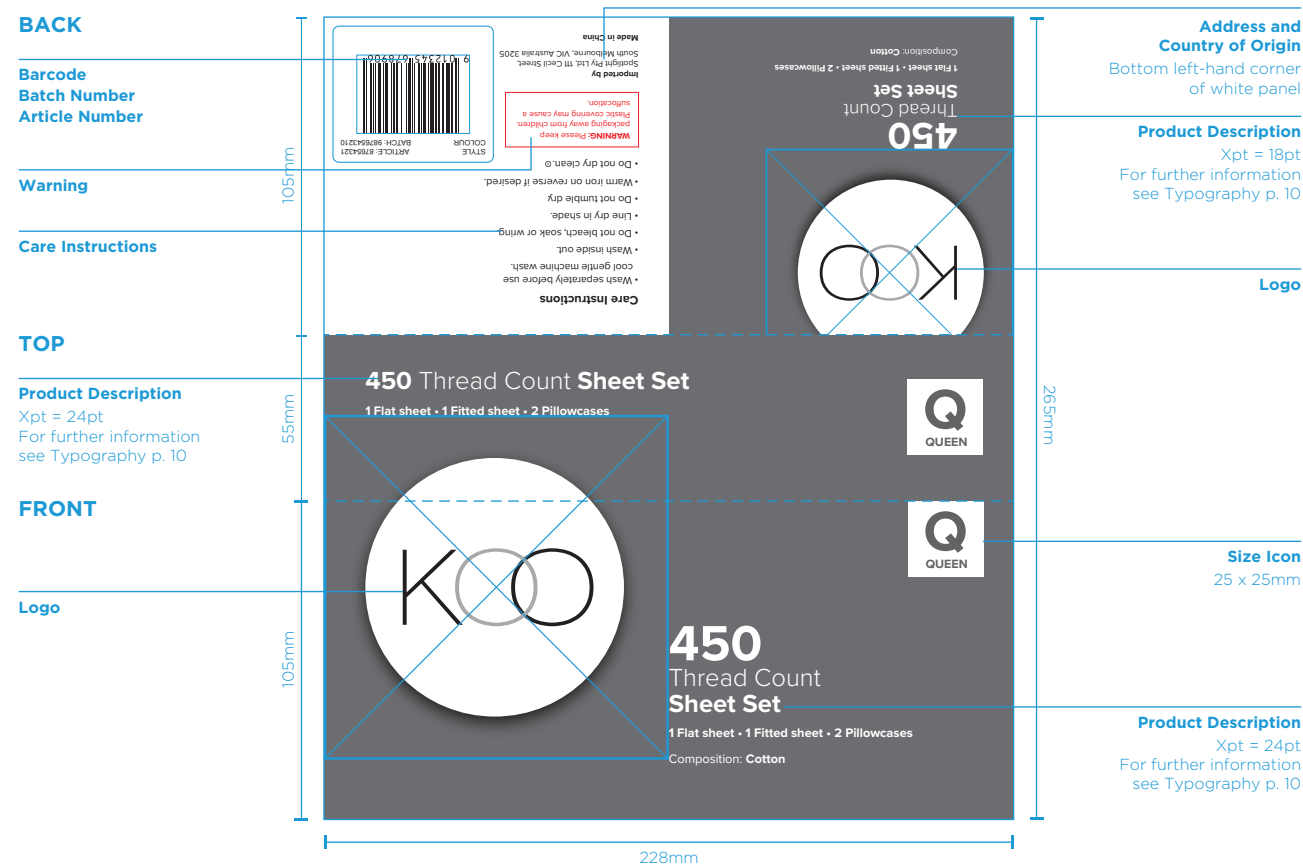 BACK
Barcode
Batch Number
Article Number
Warning
Care Instructions
TOP
Product Description
Xpt = 24pt
For further information
see Typography p. 10
FRONT
Logo
105mm
55mm
105mm
Care Instructions
• Wash separately before use
cool gentle machine wash.
• Wash inside out.
• Do not bleach, soak or wring.
• Line dry in shade.
• Do not tumble dry
• Warm iron on reverse if desired.
• Do not dry clean.
WARNING: Please keep
packaging away from children.
Plastic covering may cause a
suffocation.
Imported by
Spotlight Pty Ltd, 111 Cecil Street,
South Melbourne, VIC Australia 3205
Made in China
STYLE ARTICLE: 87654321
COLOUR BATCH: 9876543210
9 012345 678906
450
Thread Count
Sheet Set
1 Flat sheet • 1 Fitted sheet • 2 Pillowcases
Composition: Cotton
KOO
450 Thread Count Sheet Set
1 Flat sheet • 1 Fitted sheet • 2 Pillowcases
Q
QUEEN
Q
QUEEN
KOO
450
Thread Count
Sheet Set
1 Flat sheet • 1 Fitted sheet • 2 Pillowcases
Composition: Cotton
228mm
265mm
Address and
Country of Origin
Bottom left-hand corner
of white panel
Product Description
Xpt = 18pt
For further information
see Typography p. 10
Logo
Size Icon
25 x 25mm
Product Description
Xpt = 24pt
For further information
see Typography p. 10